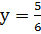 y = 5/6